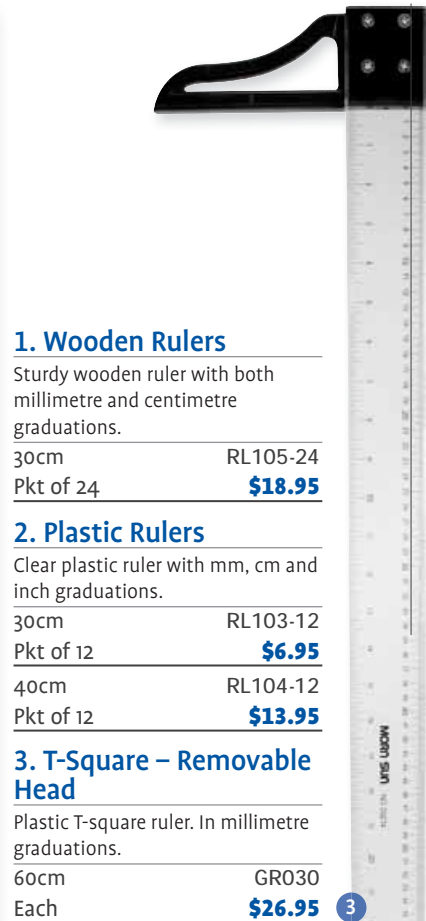 1. Wooden Rulers
Sturdy wooden ruler with both
millimetre and centimetre
graduations.
30cm RL105-24
Pkt of 24 $18.95
2. Plastic Rulers
Clear plastic ruler with mm, cm and
inch graduations.
30cm RL103-12
Pkt of 12 $6.95
40cm RL104-12
Pkt of 12 $13.95
3. T-Square – Removable
Head
Plastic T-square ruler. In millimetre
graduations.
60cm GR030
Each $26.95
3
MORN SUN